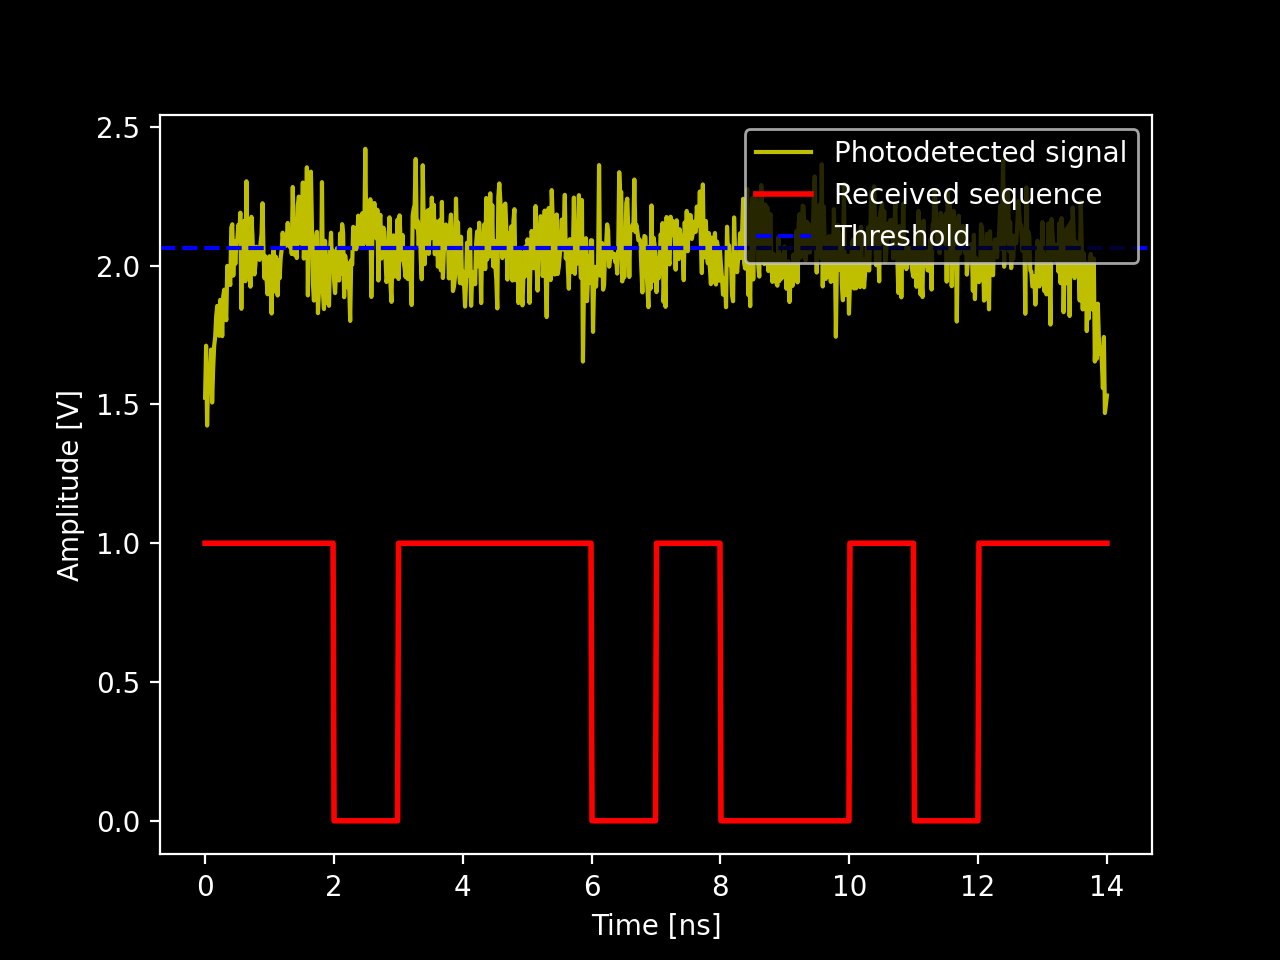 2.5
2.0
1.5
1.0
0.5
0.0
Amplitude [V]
Photodetected signal
Received sequence
Threshold
0 2 4 6 8 10 12 14
Time [ns]